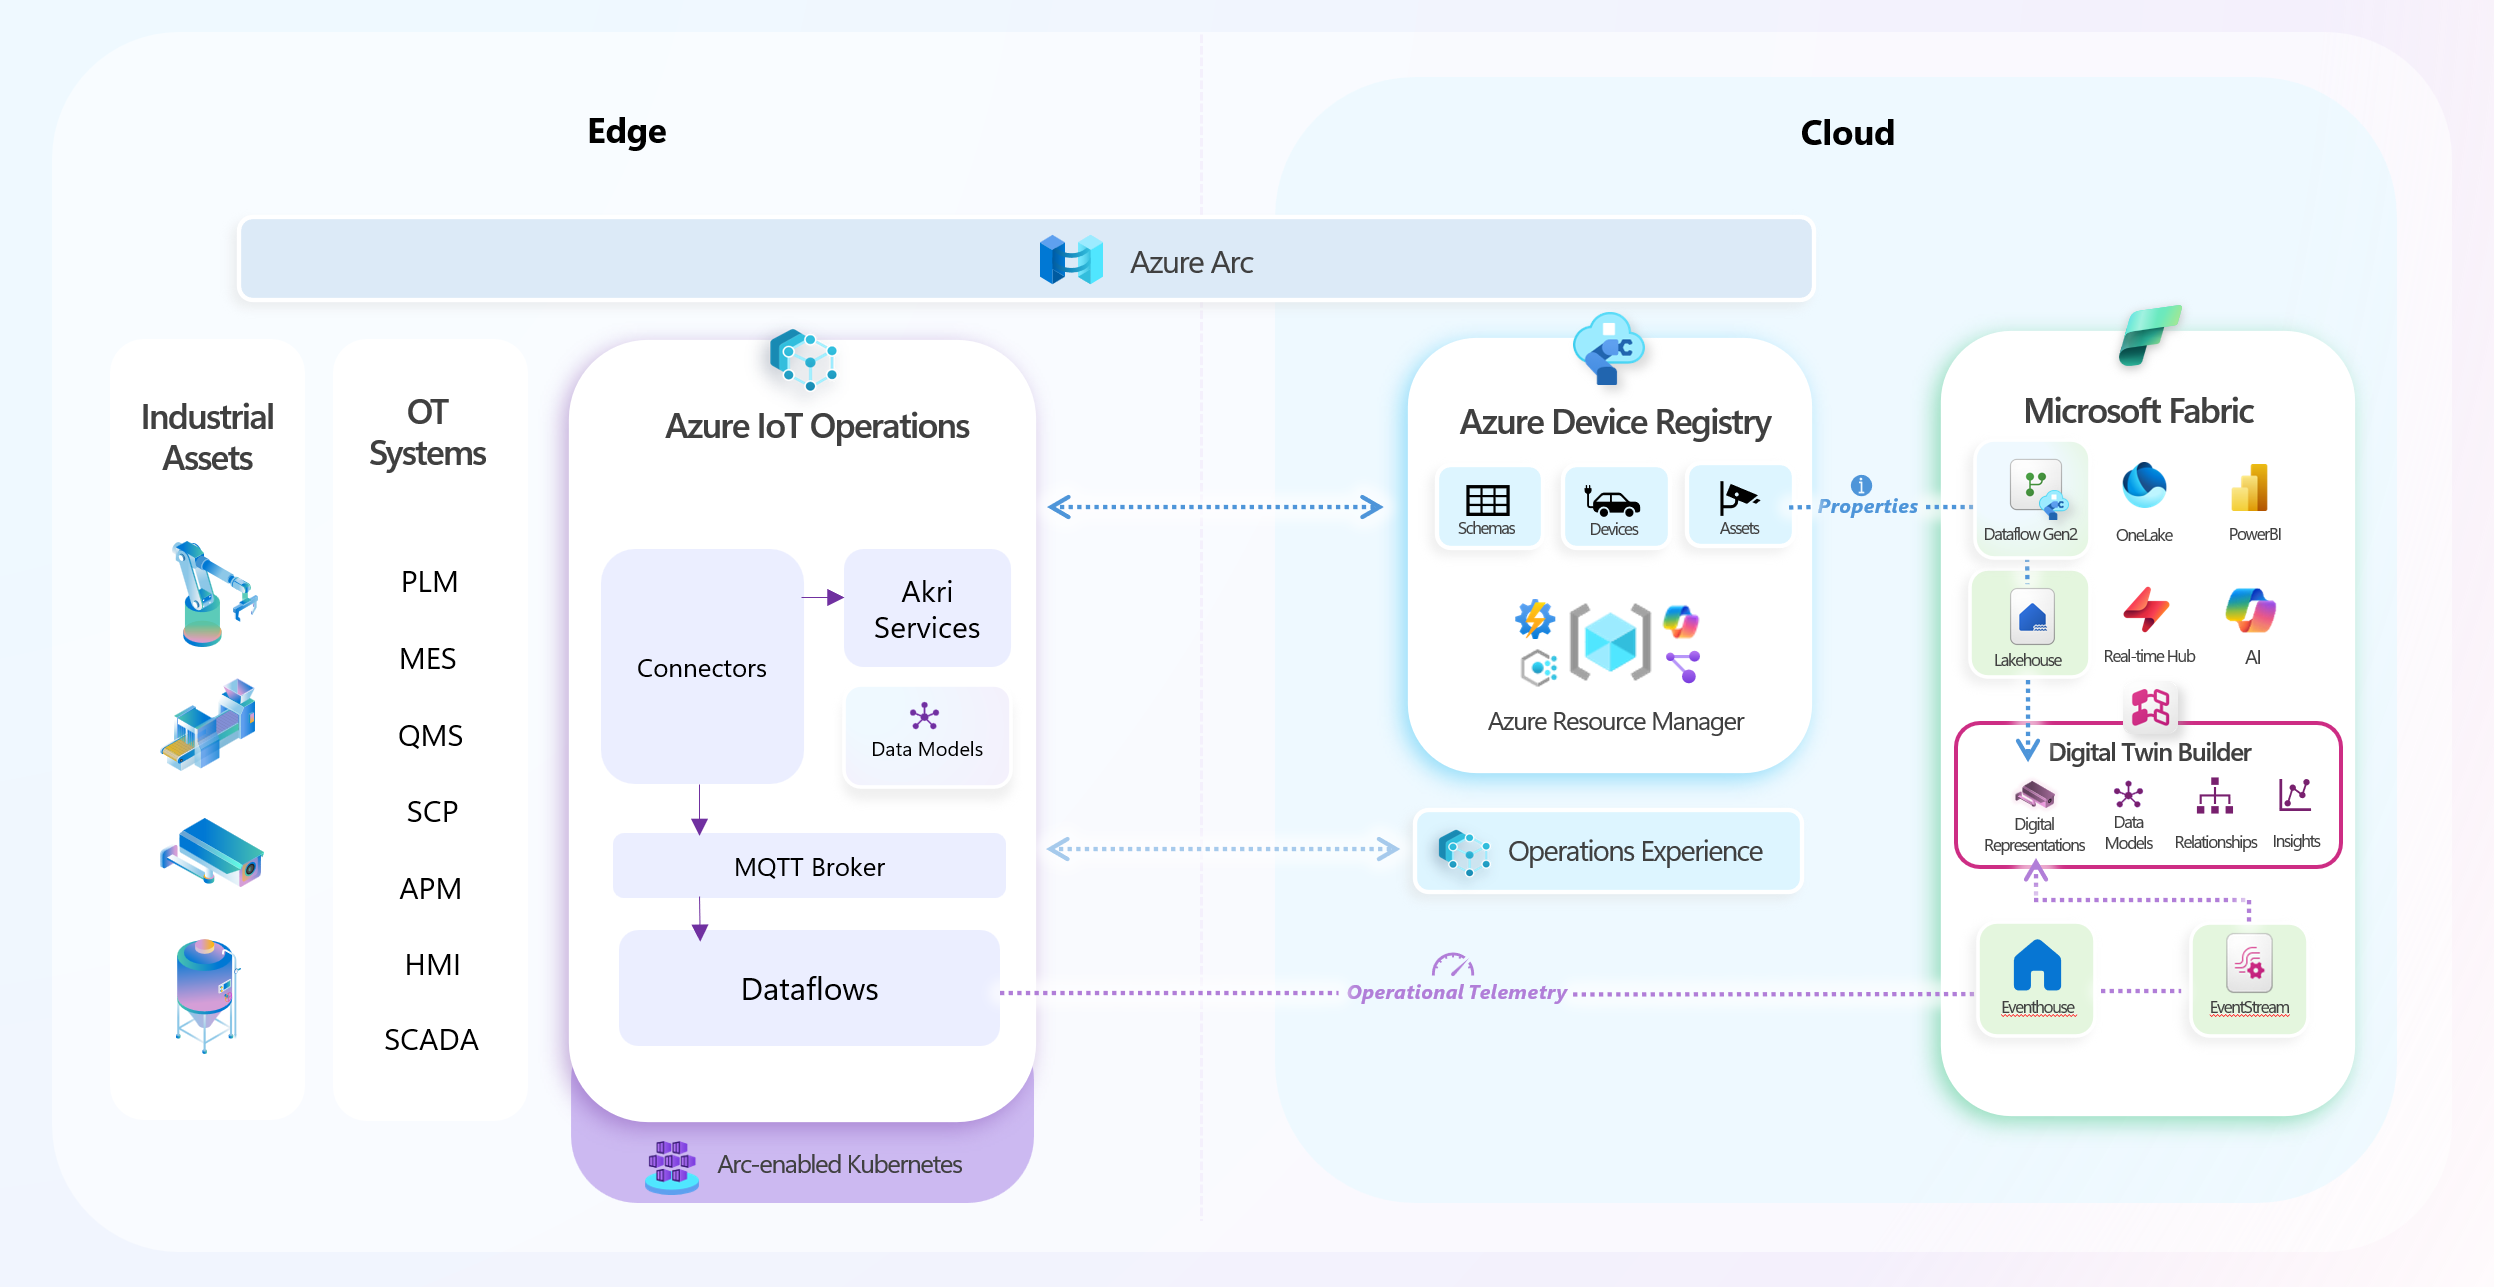 Edge
Cloud
Azure Arc
Industrial
Assets
OT
Systems
PLM
MES
QMS
SCP
APM
HMI
SCADA
Azure IoT Operations
Connectors
Akri
Services
Data Models
MQTT Broker
Dataflows
Arc-enabled Kubernetes
Azure Device Registry
Schemas
Devices
Assets
Azure Resource Manager
Operations Experience
Properties
Operational Telemetry
Microsoft Fabric
Dataflow Gen2
OneLake
PowerBI
Lakehouse
Real-time Hub
AI
Digital Twin Builder
Digital
Representations
Data
Models
Relationships
Insights
Eventhouse
EventStream